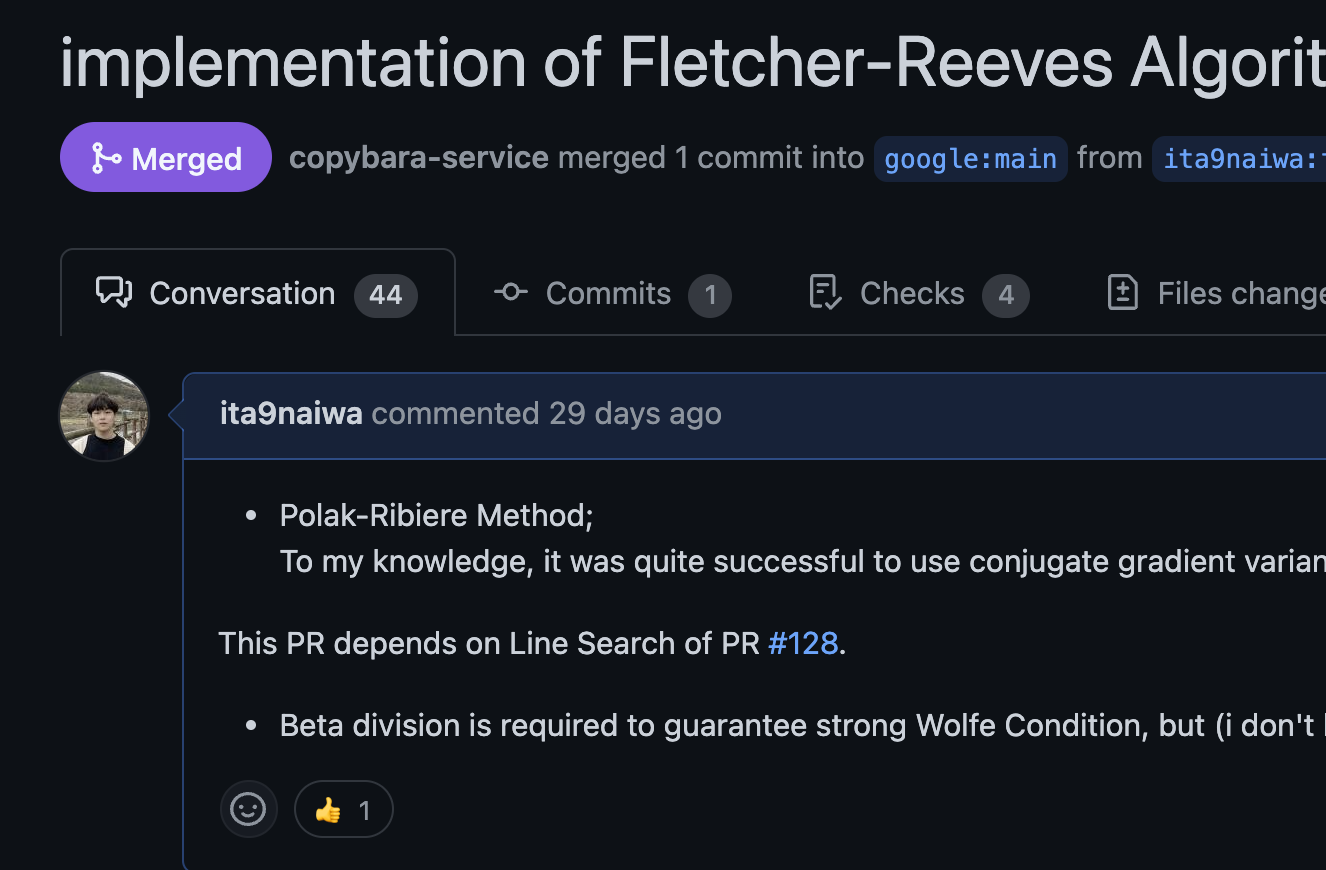 implementation of Fletcher-Reeves Algorit
Merged copybara-service merged 1 commit into google:main from ita9naiwa:
Conversation 44 Commits 1 Checks 4 Files change
ita9naiwa commented 29 days ago
• Polak-Ribiere Method;
To my knowledge, it was quite successful to use conjugate gradient varian
This PR depends on Line Search of PR #128.
• Beta division is required to guarantee strong Wolfe Condition, but (i don't
👍 1